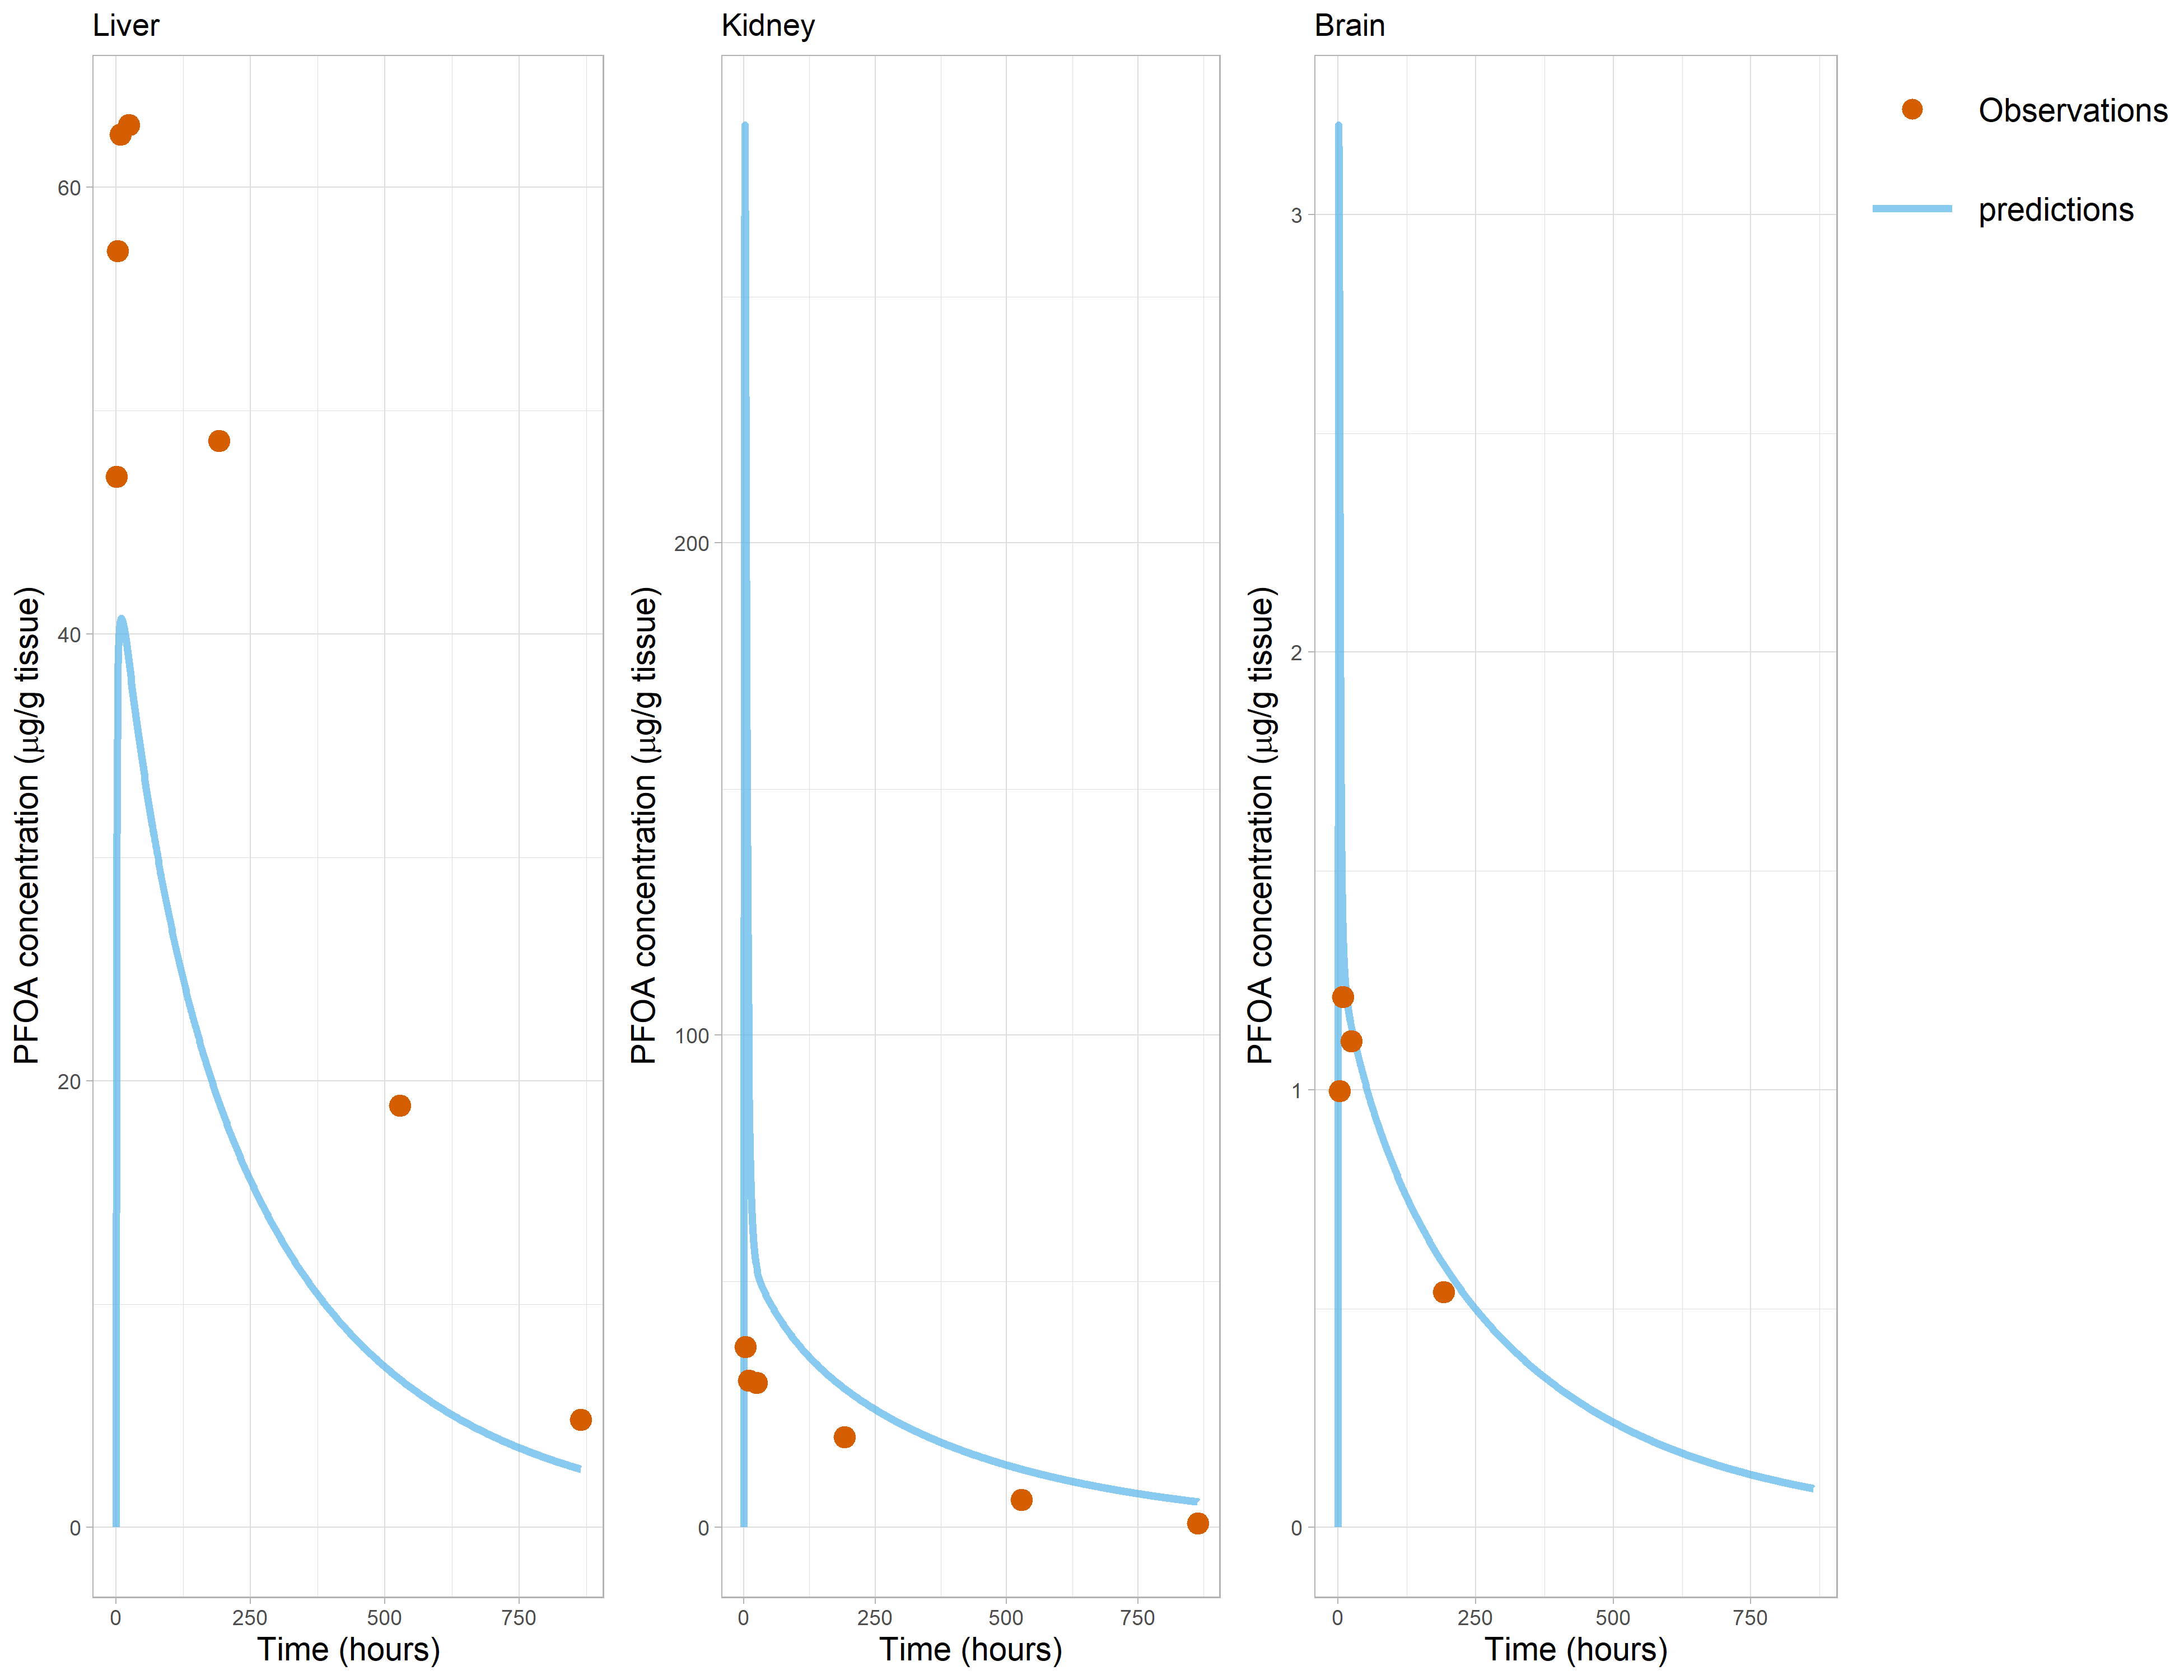 Liver
Kidney
Brain
Observations
predictions
PFOA concentration (μg/g tissue)
60
40
20
0
PFOA concentration (μg/g tissue)
200
100
0
PFOA concentration (μg/g tissue)
3
2
1
0
0 250 500 750
0 250 500 750
0 250 500 750
Time (hours)
Time (hours)
Time (hours)